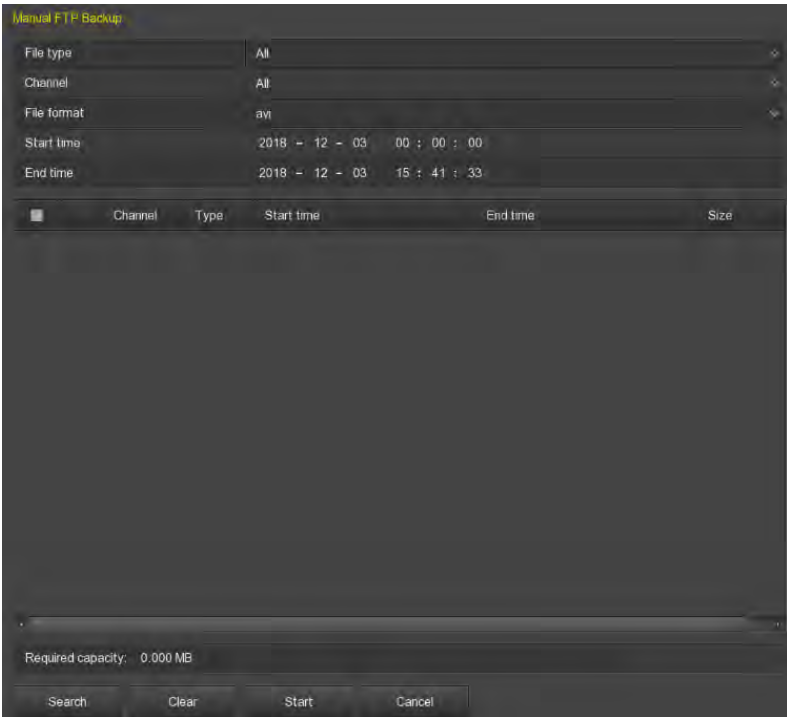 Manual FTP Backup
File type All
Channel All
File format avi
Start time 2018 - 12 - 03 00 : 00 : 00
End time 2018 - 12 - 03 15 : 41 : 33
Channel Type Start time End time Size
Required capacity: 0.000 MB
Search Clear Start Cancel